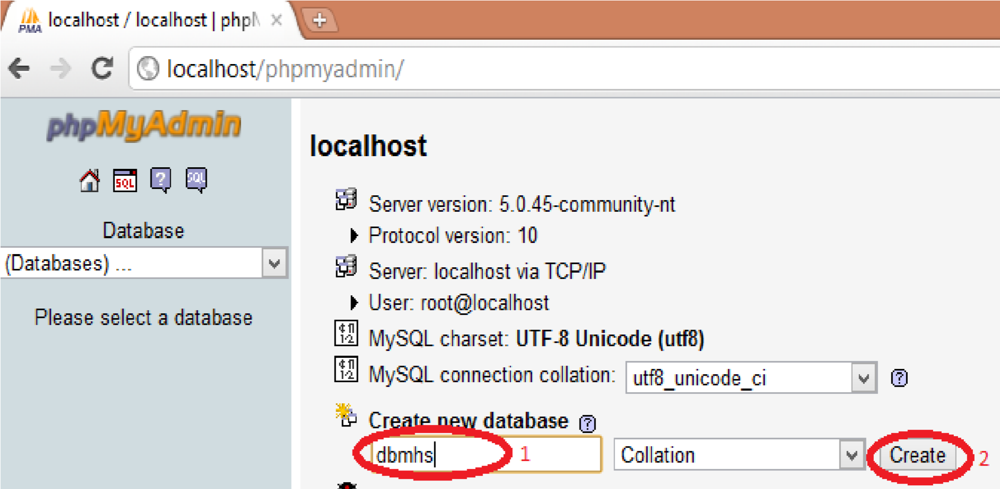 PMA localhost / localhost | phpM
localhost/phpmyadmin/
phpMyAdmin
SQL ? SQL
Database
(Databases) ...
Please select a database
localhost
Server version: 5.0.45-community-nt
Protocol version: 10
Server: localhost via TCP/IP
User: root@localhost
MySQL charset: UTF-8 Unicode (utf8)
MySQL connection collation: utf8_unicode_ci ?
Create new database ?
dbmhs 1 Collation Create 2